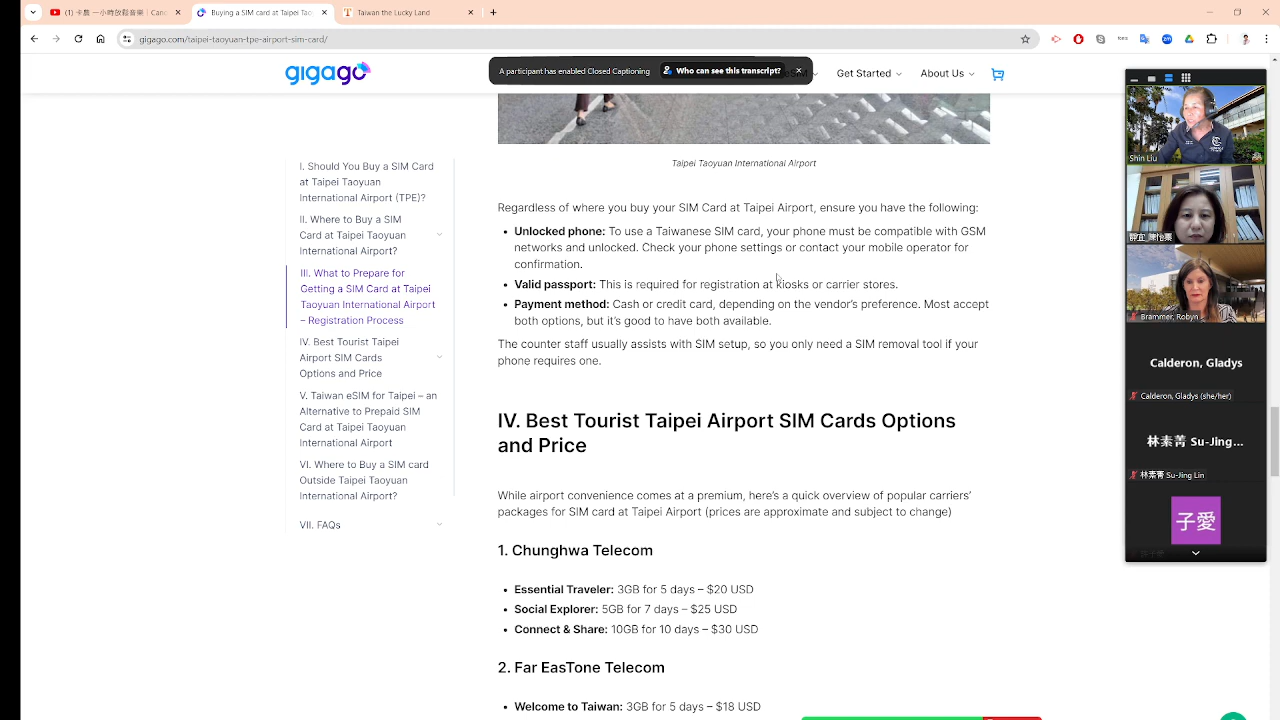 (1) 卡農 一小時放鬆音樂｜Cano
Buying a SIM card at Taipei Tao
Taiwan the Lucky Land
gigago.com/taipei-taoyuan-tpe-airport-sim-card/
gigago
A participant has enabled Closed Captioning
Who can see this transcript?
eSIM
Get Started
About Us
Taipei Taoyuan International Airport
I. Should You Buy a SIM Card
at Taipei Taoyuan
International Airport (TPE)?
II. Where to Buy a SIM
Card at Taipei Taoyuan
International Airport?
III. What to Prepare for
Getting a SIM Card at Taipei
Taoyuan International Airport
– Registration Process
IV. Best Tourist Taipei
Airport SIM Cards
Options and Price
V. Taiwan eSIM for Taipei – an
Alternative to Prepaid SIM
Card at Taipei Taoyuan
International Airport
VI. Where to Buy a SIM card
Outside Taipei Taoyuan
International Airport?
VII. FAQs
Regardless of where you buy your SIM Card at Taipei Airport, ensure you have the following:
• Unlocked phone: To use a Taiwanese SIM card, your phone must be compatible with GSM
networks and unlocked. Check your phone settings or contact your mobile operator for
confirmation.
• Valid passport: This is required for registration at kiosks or carrier stores.
• Payment method: Cash or credit card, depending on the vendor's preference. Most accept
both options, but it's good to have both available.
The counter staff usually assists with SIM setup, so you only need a SIM removal tool if your
phone requires one.
IV. Best Tourist Taipei Airport SIM Cards Options
and Price
While airport convenience comes at a premium, here's a quick overview of popular carriers'
packages for SIM card at Taipei Airport (prices are approximate and subject to change)
1. Chunghwa Telecom
• Essential Traveler: 3GB for 5 days – $20 USD
• Social Explorer: 5GB for 7 days – $25 USD
• Connect & Share: 10GB for 10 days – $30 USD
2. Far EasTone Telecom
• Welcome to Taiwan: 3GB for 5 days – $18 USD
Shin Liu
Brammer, Robyn
Calderon, Gladys
Calderon, Gladys (she/her)
林素菁 Su-Jing...
林素菁 Su-Jing Lin
子愛